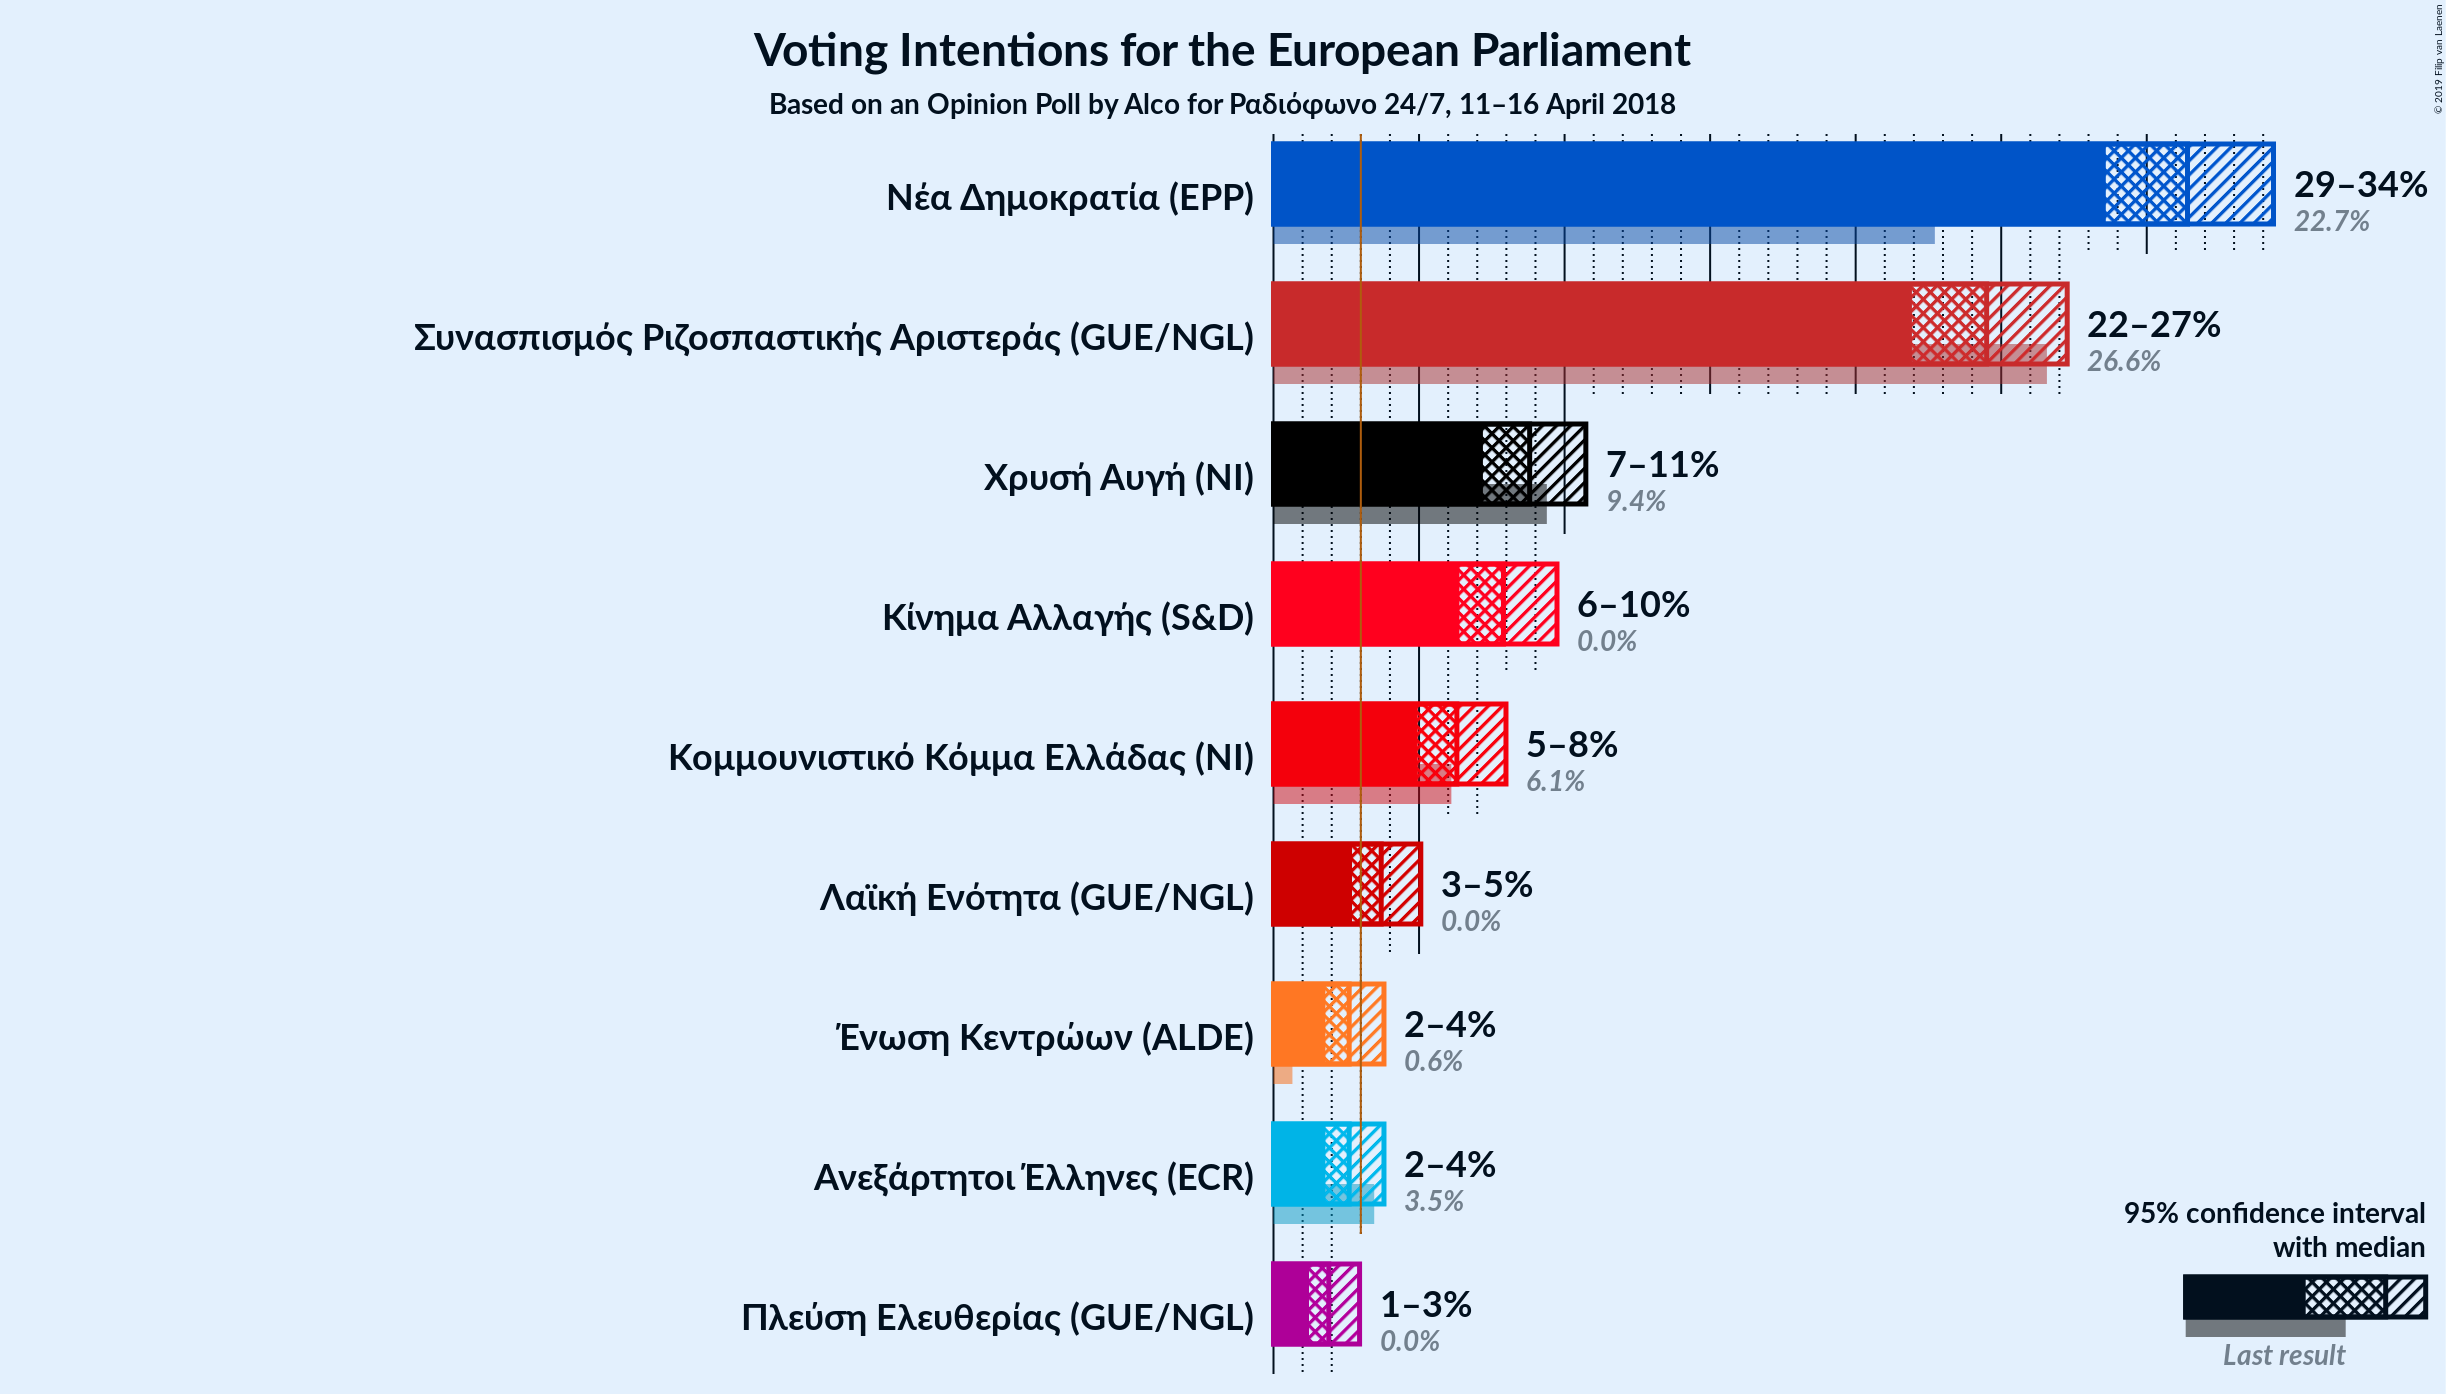 Voting Intentions for the European Parliament
Based on an Opinion Poll by Alco for Ραδιόφωνο 24/7, 11–16 April 2018
© 2019 Filip van Laenen
Νέα Δημοκρατία (EPP)
29–34%
22.7%
Συνασπισμός Ριζοσπαστικής Αριστεράς (GUE/NGL)
22–27%
26.6%
Χρυσή Αυγή (NI)
7–11%
9.4%
Κίνημα Αλλαγής (S&D)
6–10%
0.0%
Κομμουνιστικό Κόμμα Ελλάδας (NI)
5–8%
6.1%
Λαϊκή Ενότητα (GUE/NGL)
3–5%
0.0%
Ένωση Κεντρώων (ALDE)
2–4%
0.6%
Ανεξάρτητοι Έλληνες (ECR)
2–4%
3.5%
Πλεύση Ελευθερίας (GUE/NGL)
1–3%
0.0%
95% confidence interval
with median
Last result